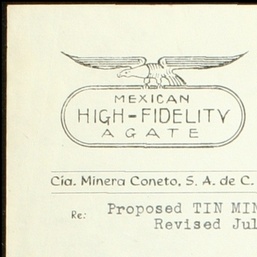 MEXICAN
HIGH-FIDELITY
AGATE
Cía. Minera Coneto, S. A. de C.
Re: Proposed TIN MIN
Revised Jul